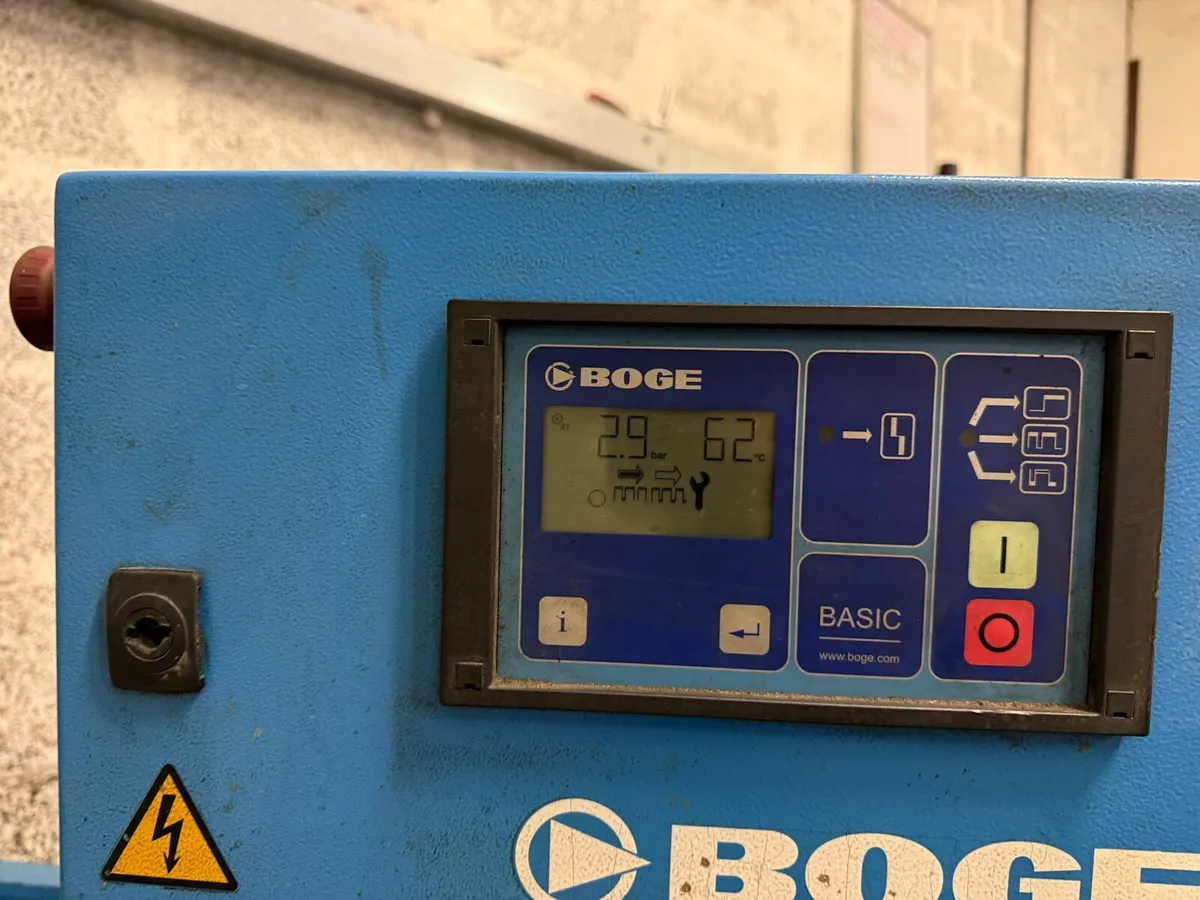 BOGE
2.9 bar 62 °C
i
I
O
BASIC
www.boge.com
BOGE